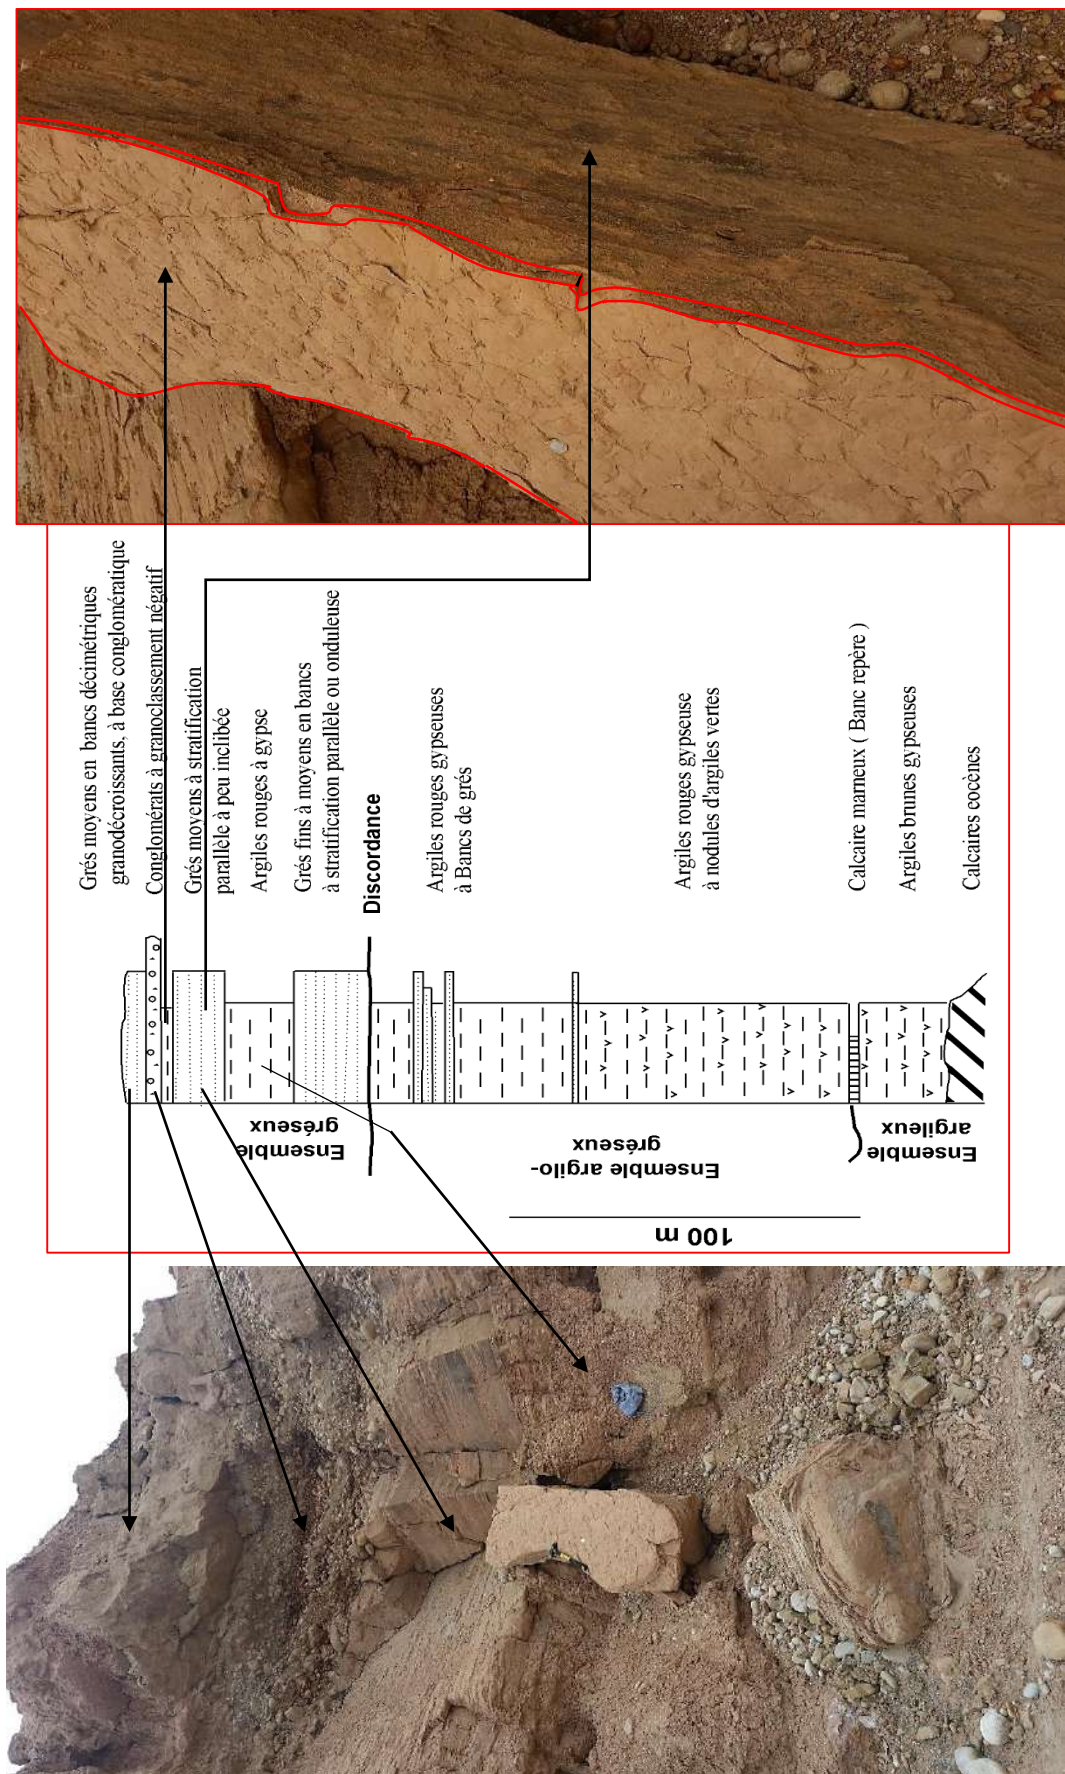 Grés moyens en bancs décimétriques
granodécroissants, à base conglomératique
Conglomérats à granoclassement négatif
Grés moyens à stratification
parallèle à peu inclibée
Argiles rouges à gypse
Grés fins à moyens en bancs
à stratification parallèle ou onduleuse
Discordance
Argiles rouges gypseuses
à Bancs de grés
Argiles rouges gypseuse
à nodules d'argiles vertes
Calcaire marneux ( Banc repère )
Argiles brunes gypseuses
Calcaires eocènes
Ensemble
gréseux
Ensemble argilo-
gréseux
Ensemble
argileux
100 m